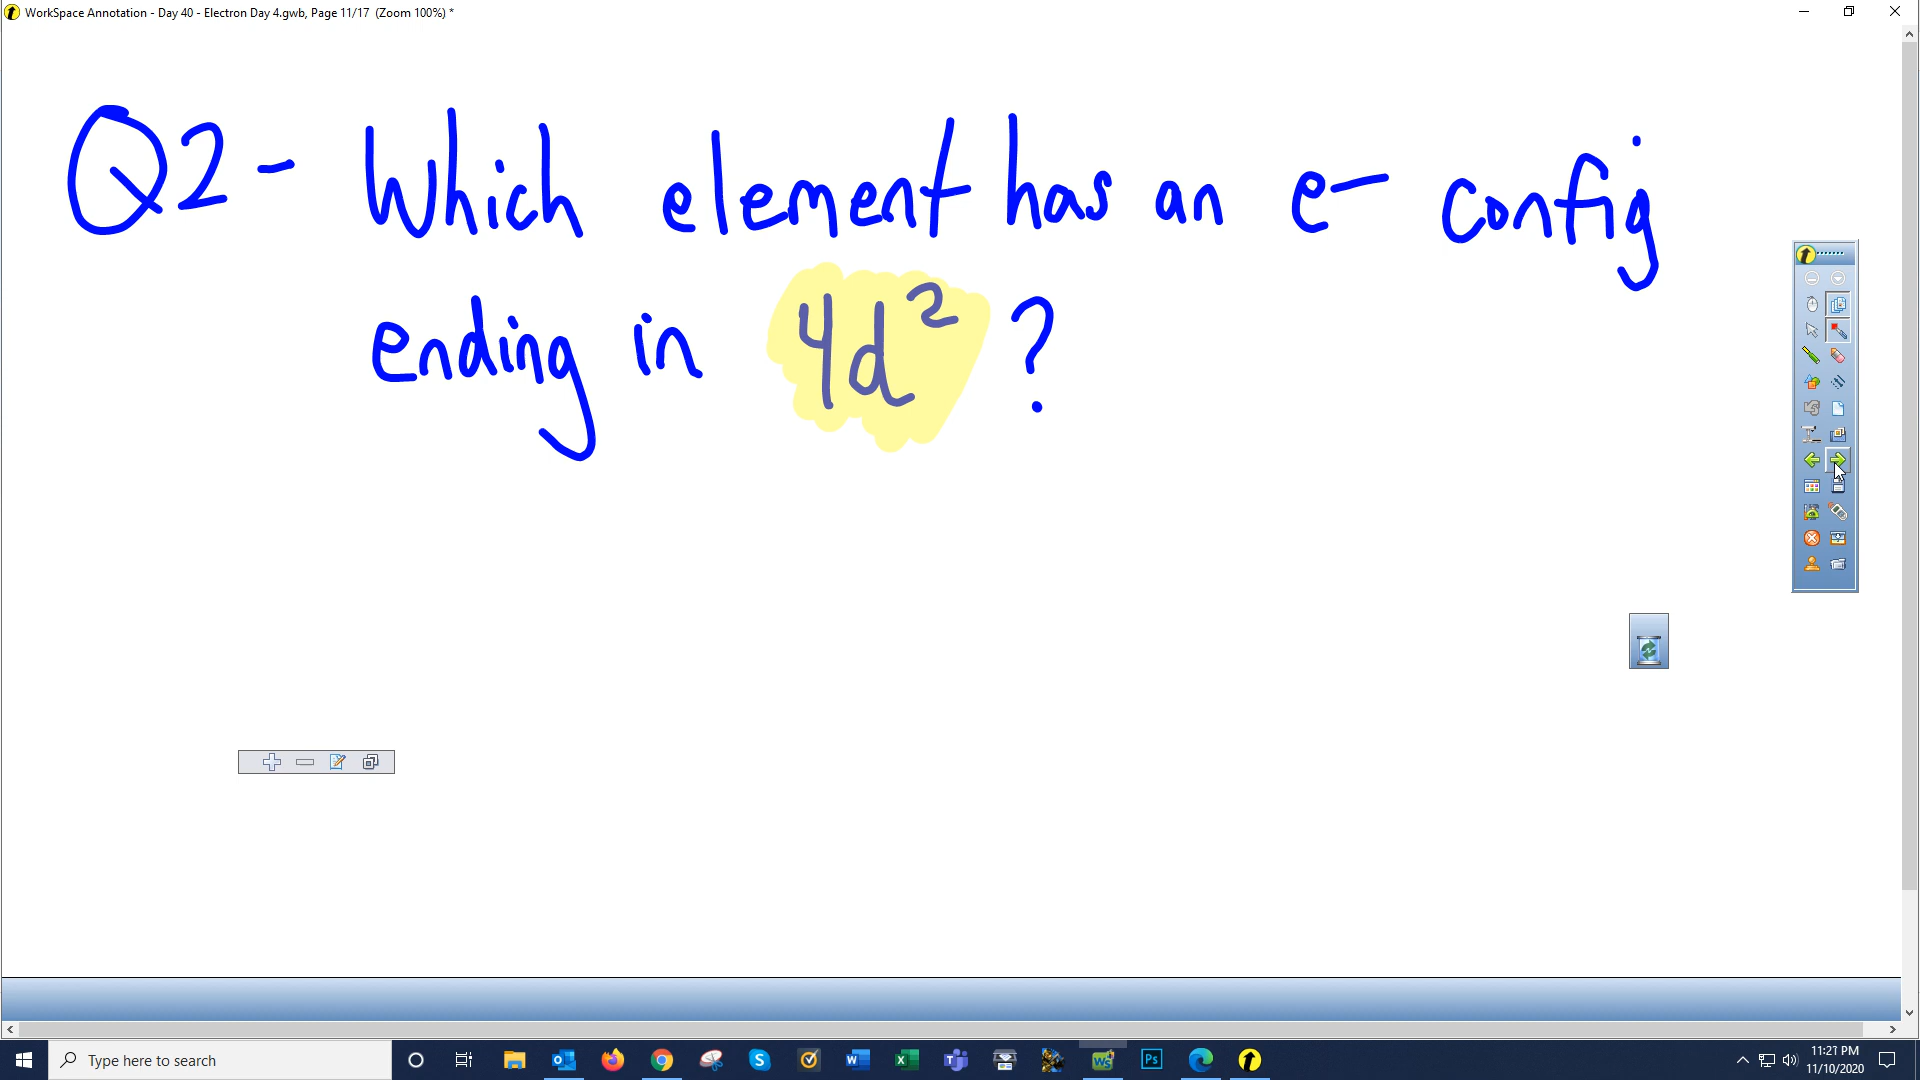 WorkSpace Annotation - Day 40 - Electron Day 4.gwb, Page 11/17 (Zoom 100%) *
Q2 - Which element has an e- config
ending in 4d² ?
Type here to search
11:27 PM
11/10/2020